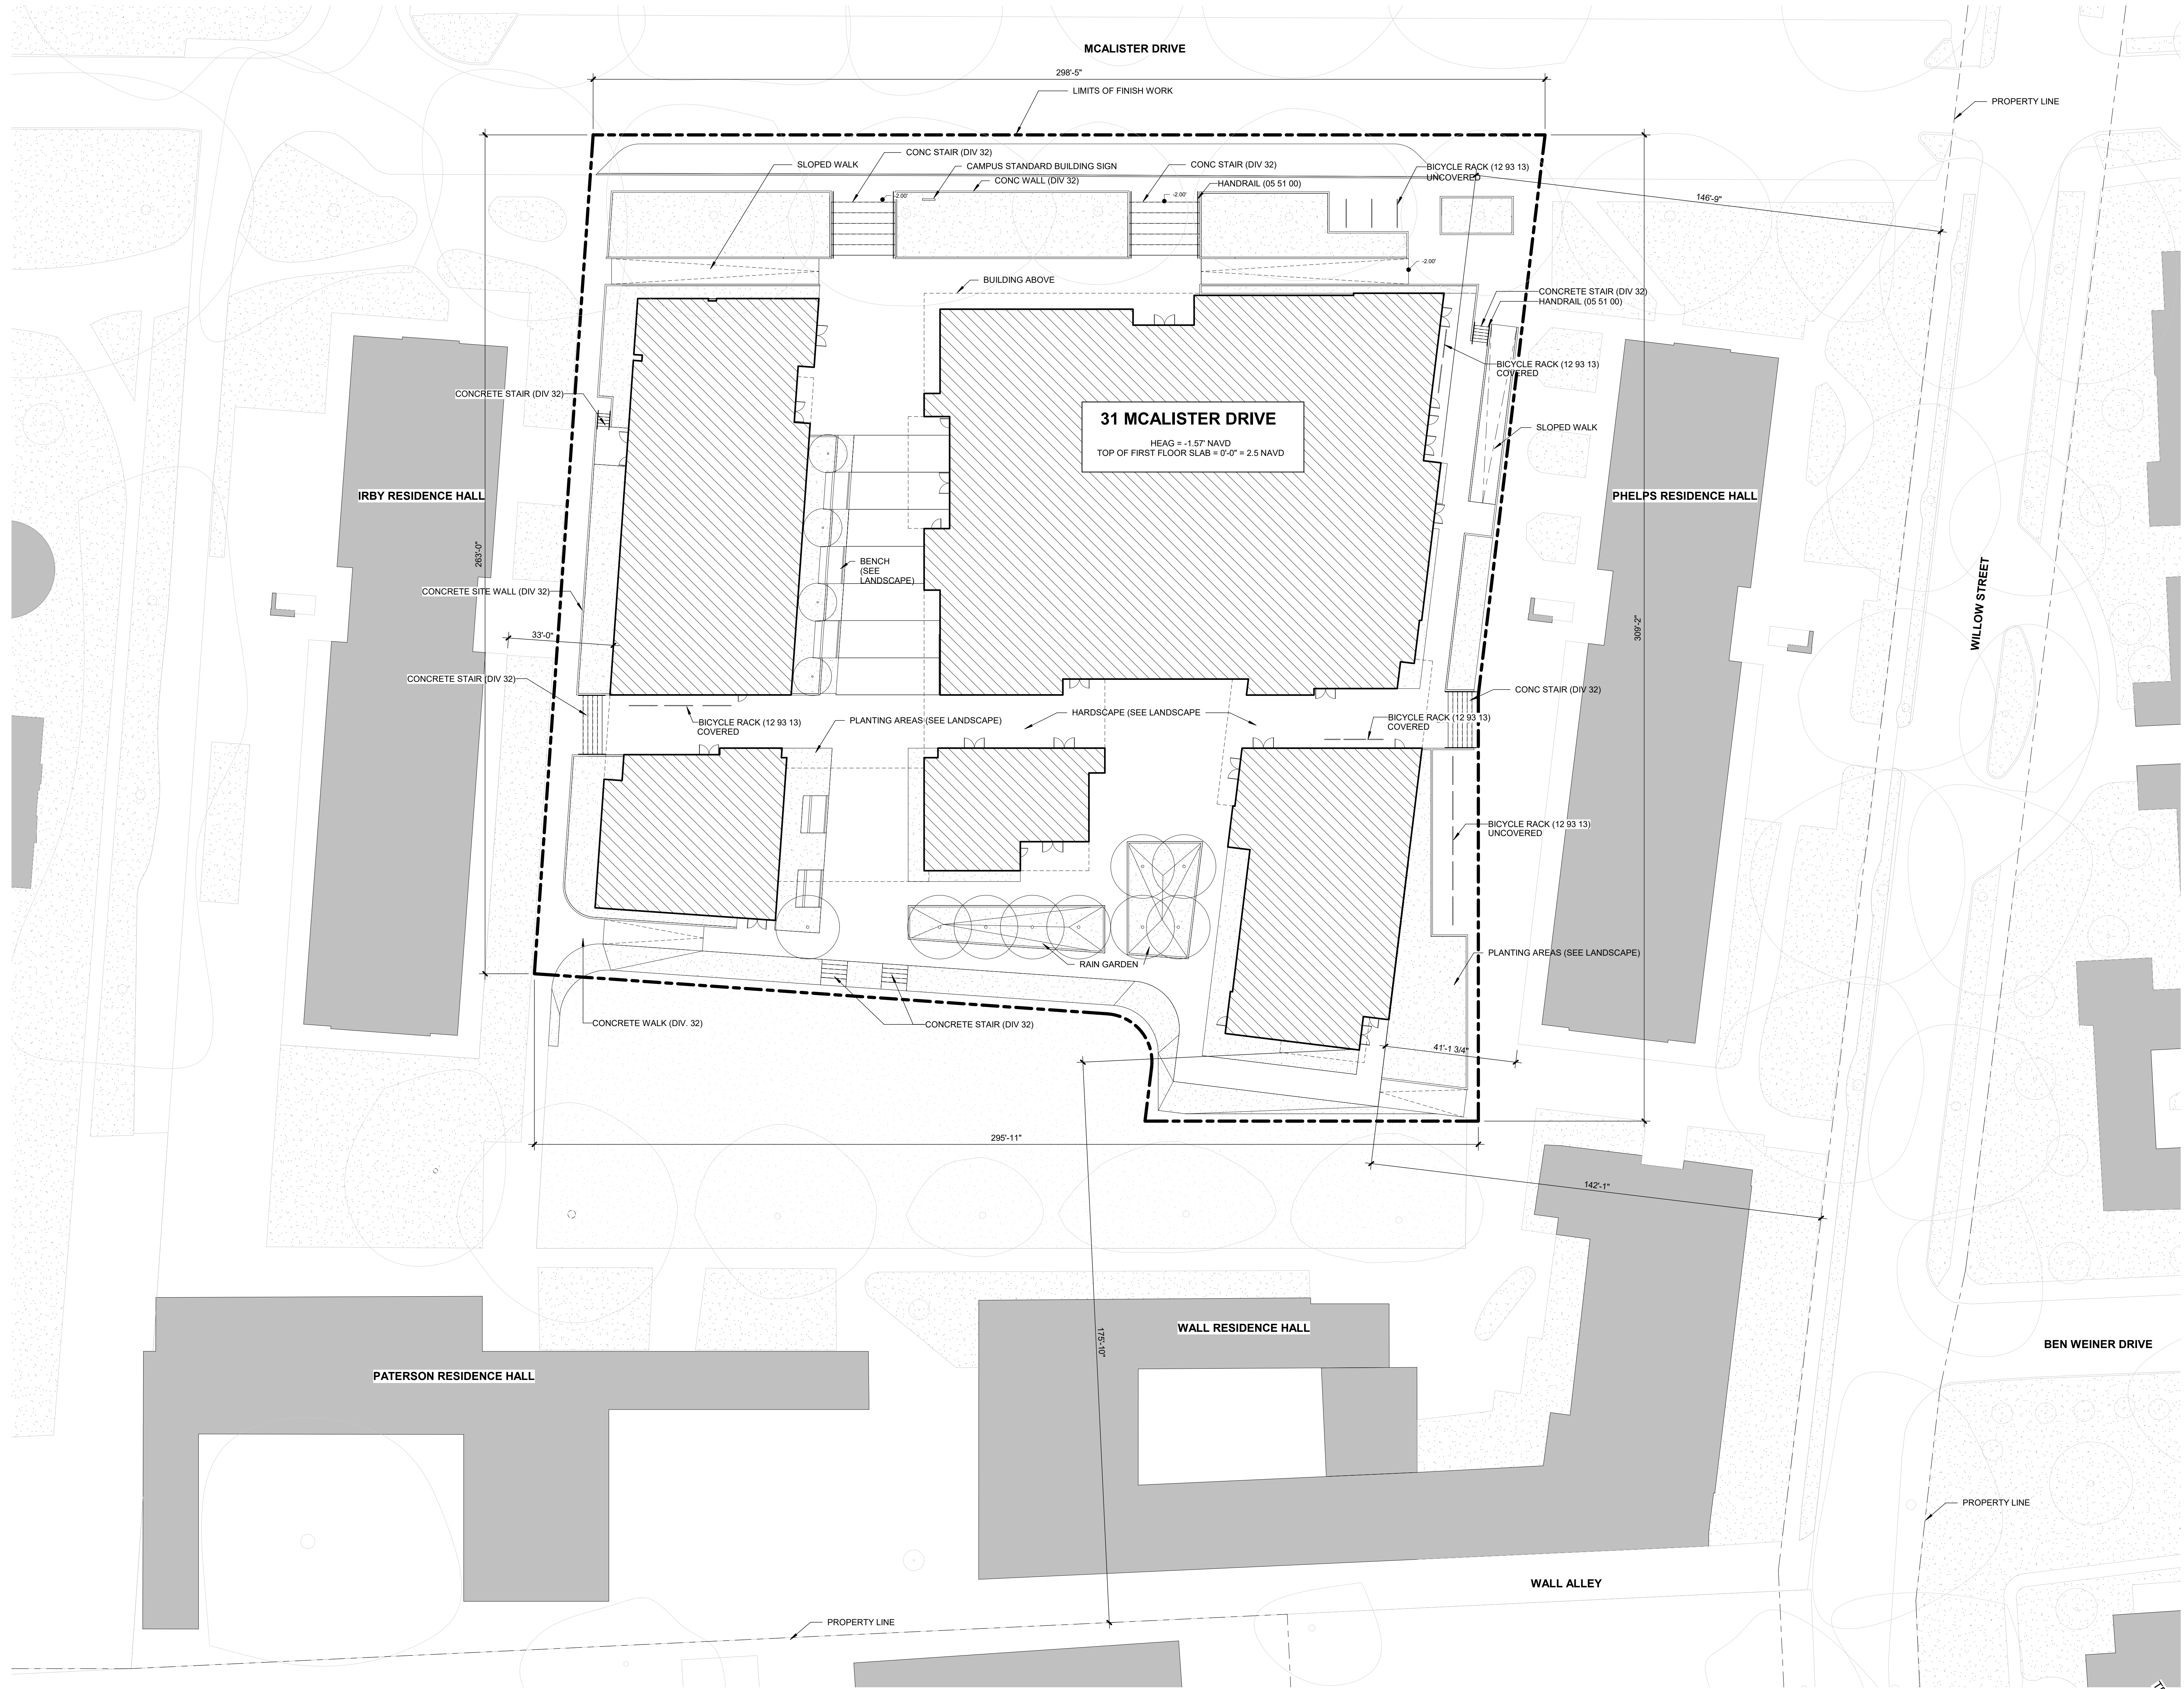 MCALISTER DRIVE
298'-5"
LIMITS OF FINISH WORK
PROPERTY LINE
CONC STAIR (DIV 32)
SLOPED WALK
CAMPUS STANDARD BUILDING SIGN
CONC STAIR (DIV 32)
BICYCLE RACK (12 93 13)
UNCOVERED
CONC WALL (DIV 32)
HANDRAIL (05 51 00)
-2.00'
-2.00'
146'-9"
-2.00'
BUILDING ABOVE
CONCRETE STAIR (DIV 32)
HANDRAIL (05 51 00)
BICYCLE RACK (12 93 13)
COVERED
CONCRETE STAIR (DIV 32)
31 MCALISTER DRIVE
HEAG = -1.57' NAVD
TOP OF FIRST FLOOR SLAB = 0'-0" = 2.5 NAVD
SLOPED WALK
IRBY RESIDENCE HALL
PHELPS RESIDENCE HALL
263'-0"
BENCH
(SEE
LANDSCAPE)
CONCRETE SITE WALL (DIV 32)
WILLOW STREET
33'-0"
309'-2"
CONCRETE STAIR (DIV 32)
CONC STAIR (DIV 32)
BICYCLE RACK (12 93 13)
COVERED
PLANTING AREAS (SEE LANDSCAPE)
HARDSCAPE (SEE LANDSCAPE
BICYCLE RACK (12 93 13)
COVERED
BICYCLE RACK (12 93 13)
UNCOVERED
PLANTING AREAS (SEE LANDSCAPE)
RAIN GARDEN
CONCRETE WALK (DIV. 32)
CONCRETE STAIR (DIV 32)
41'-1 3/4"
295'-11"
142'-1"
175'-10"
WALL RESIDENCE HALL
BEN WEINER DRIVE
PATERSON RESIDENCE HALL
PROPERTY LINE
WALL ALLEY
PROPERTY LINE